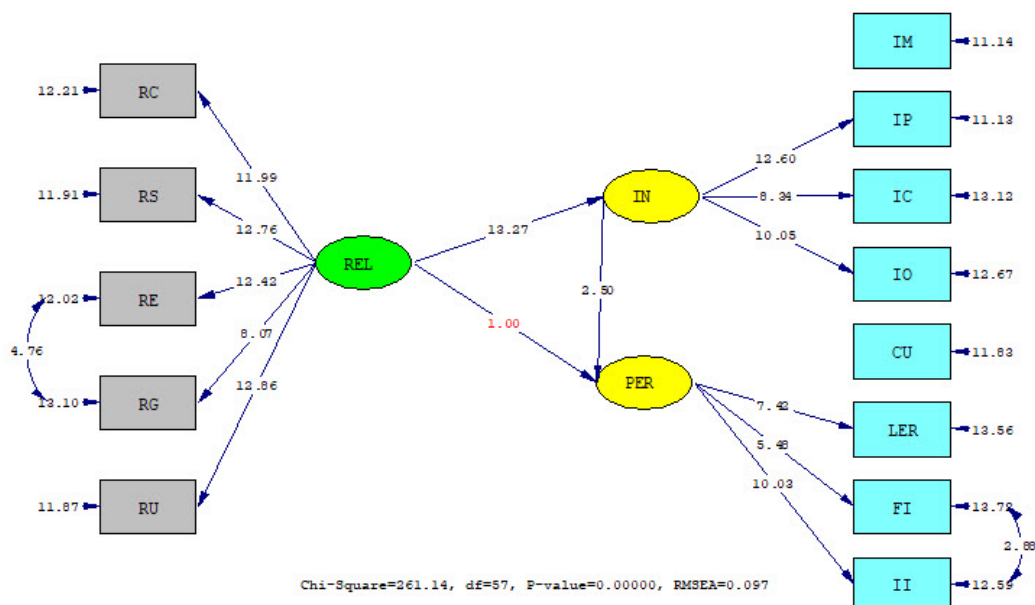 IM
11.14
12.21
RC
IP
11.13
12.60
11.99
11.91
RS
IN
8.34
IC
13.12
12.76
13.27
10.05
REL
12.42
IO
12.67
12.02
RE
2.50
1.00
8.07
4.76
CU
11.83
12.86
PER
13.10
RG
7.42
LER
13.56
5.48
10.03
11.87
RU
FI
13.73
2.88
Chi-Square=261.14, df=57, P-value=0.00000, RMSEA=0.097
II
12.59